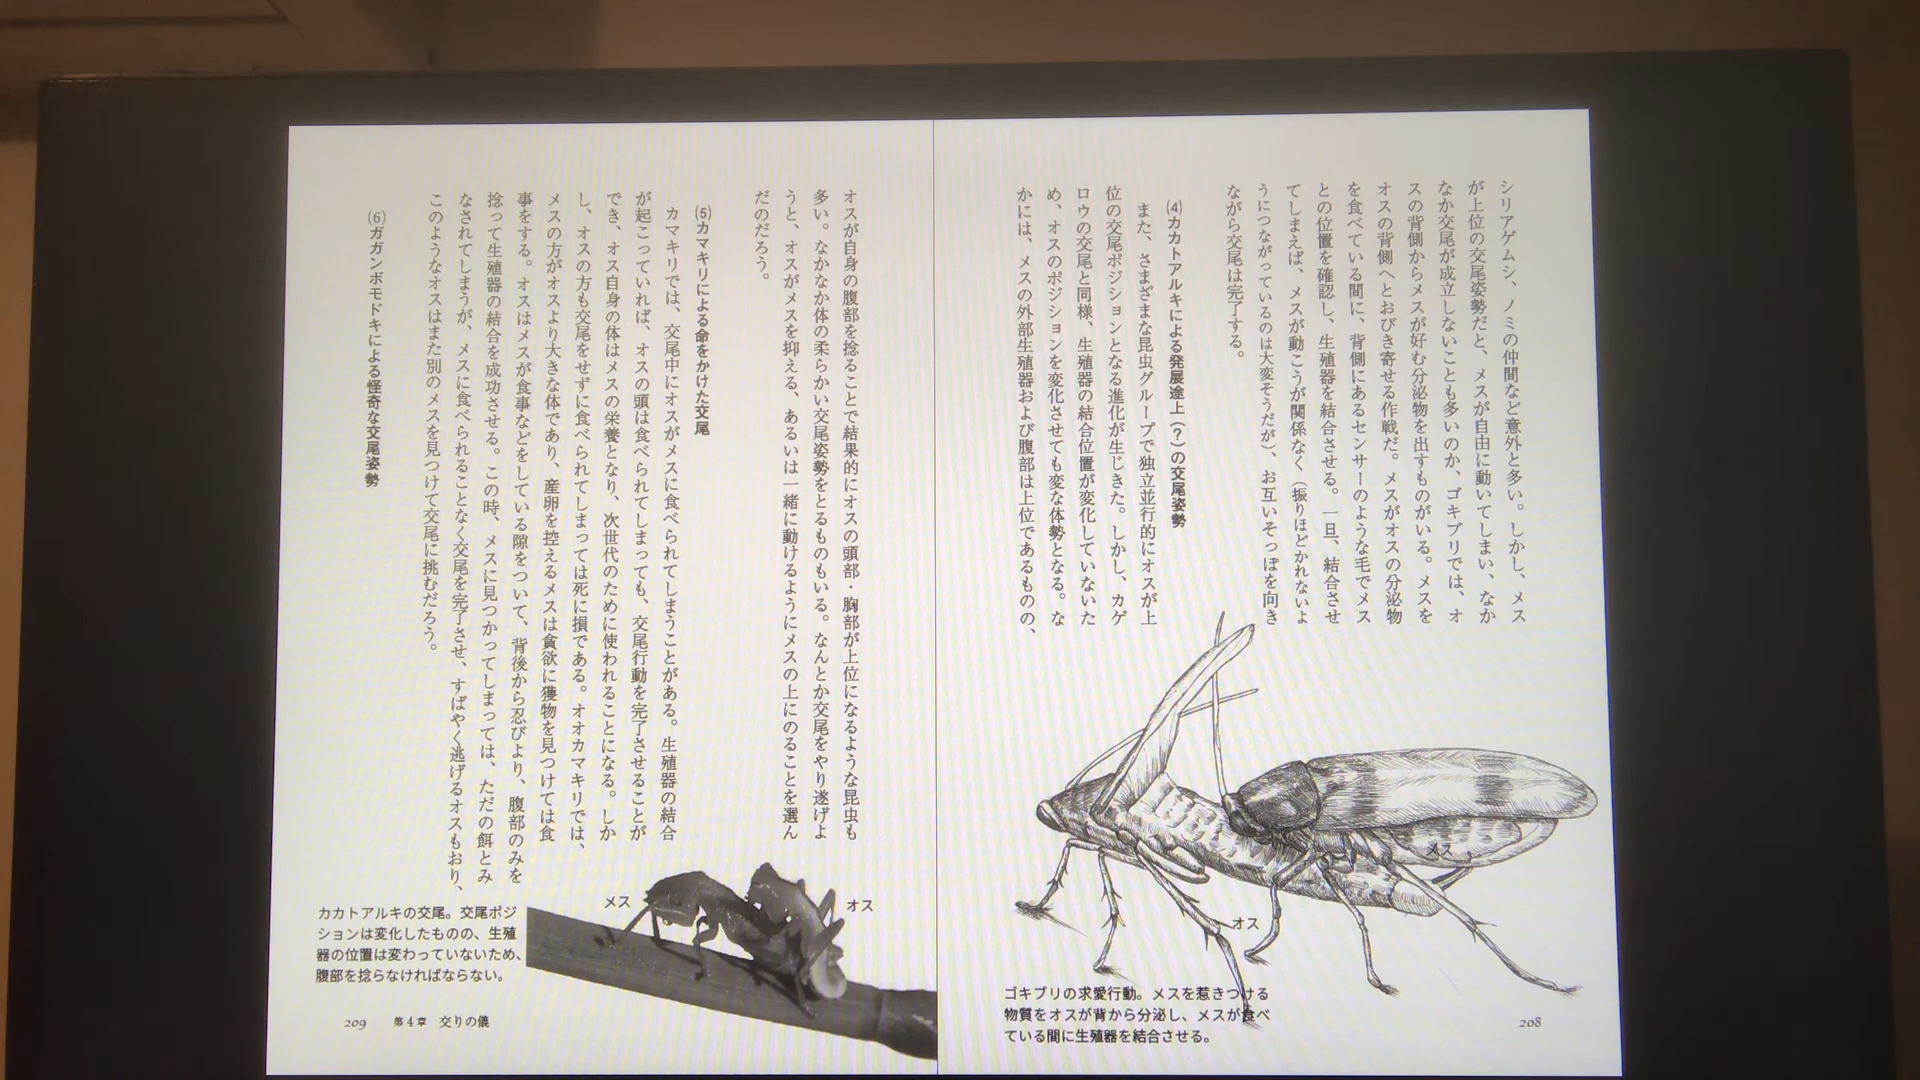 シリアゲムシ、ノミの仲間など意外と多い。しかし、メス
が上位の交尾姿勢だと、メスが自由に動いてしまい、なか
なか交尾が成立しないことも多いのか、ゴキブリでは、オ
スの背側からメスが好む分泌物を出すものがいる。メスを
オスの背側へとおびき寄せる作戦だ。メスがオスの分泌物
を食べている間に、背側にあるセンサーのような毛でメス
との位置を確認し、生殖器を結合させる。一旦、結合させ
てしまえば、メスが動こうが関係なく(振りほどかれないよ
うにつながっているのは大変そうだが)、お互いそっぽを向き
ながら交尾は完了する。
(4)カカトアルキによる発展途上(?)の交尾姿勢
また、さまざまな昆虫グループで独立並行的にオスが上
位の交尾ポジションとなる進化が生じきた。しかし、カゲ
ロウの交尾と同様、生殖器の結合位置が変化していないた
め、オスのポジションを変化させても変な体勢となる。な
かには、メスの外部生殖器および腹部は上位であるものの、
メス
オス
ゴキブリの求愛行動。メスを惹きつける
物質をオスが背から分泌し、メスが食べ
ている間に生殖器を結合させる。
208
オスが自身の腹部を捻ることで結果的にオスの頭部・胸部が上位になるような昆虫も
多い。なかなか体の柔らかい交尾姿勢をとるものもいる。なんとか交尾をやり遂げよ
うと、オスがメスを抑える、あるいは一緒に動けるようにメスの上にのることを選ん
だのだろう。
(5)カマキリによる命をかけた交尾
カマキリでは、交尾中にオスがメスに食べられてしまうことがある。生殖器の結合
が起こっていれば、オスの頭は食べられてしまっても、交尾行動を完了させることが
でき、オス自身の体はメスの栄養となり、次世代のために使われることになる。しか
し、オスの方も交尾をせずに食べられてしまっては死に損である。オオカマキリでは、
メスの方がオスより大きな体であり、産卵を控えるメスは貪欲に獲物を見つけては食
事をする。オスはメスが食事などをしている隙をついて、背後から忍びより、腹部のみを
捻って生殖器の結合を成功させる。この時、メスに見つかってしまっては、ただの餌とみ
なされてしまうが、メスに食べられることなく交尾を完了させ、すばやく逃げるオスもおり、
このようなオスはまた別のメスを見つけて交尾に挑むだろう。
(6)ガガンボモドキによる怪奇な交尾姿勢
メス
オス
カカトアルキの交尾。交尾ポジ
ションは変化したものの、生殖
器の位置は変わっていないため、
腹部を捻らなければならない。
209 第4章 交りの儀